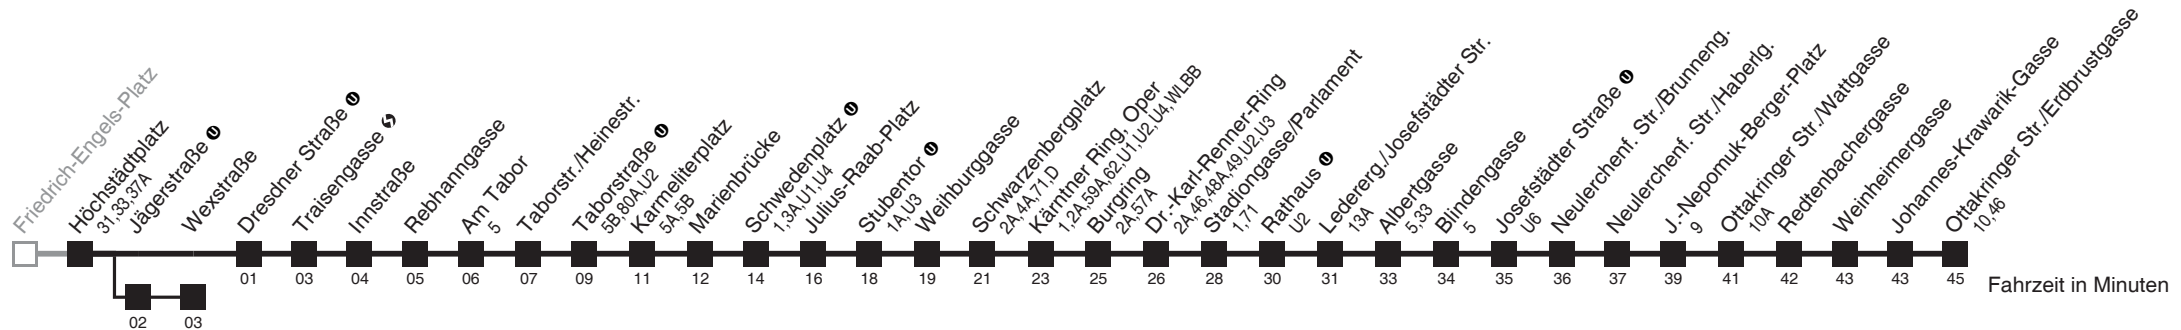 Friedrich-Engels-Platz
Höchstädtplatz
31,33,37A
Jägerstraße U
Wexstraße
Dresdner Straße U
Traisengasse S
Innstraße
Rebhanngasse
Am Tabor
5
Taborstr./Heinestr.
Taborstraße U
5B,80A,U2
Karmeliterplatz
5A,5B
Marienbrücke
Schwedenplatz U
1,3A,U1,U4
Julius-Raab-Platz
Stubentor U
1A,U3
Weihburggasse
Schwarzenbergplatz
2A,4A,71,D
Kärntner Ring, Oper
1,2A,59A,62,U1,U2,U4,WLBB
Burgring
2A,57A
Dr.-Karl-Renner-Ring
2A,46,48A,49,U2,U3
Stadiongasse/Parlament
1,71
Rathaus U
U2
Ledererg./Josefstädter Str.
13A
Albertgasse
5,33
Blindengasse
5
Josefstädter Straße U
U6
Neulerchenf. Str./Brunneng.
Neulerchenf. Str./Haberlg.
J.-Nepomuk-Berger-Platz
9
Ottakringer Str./Wattgasse
10A
Redtenbachergasse
Weinheimergasse
Johannes-Krawarik-Gasse
Ottakringer Str./Erdbrustgasse
10,46
01 03 04 05 06 07 09 11 12 14 16 18 19 21 23 25 26 28 30 31 33 34 35 36 37 39 41 42 43 43 45
Fahrzeit in Minuten
02 03